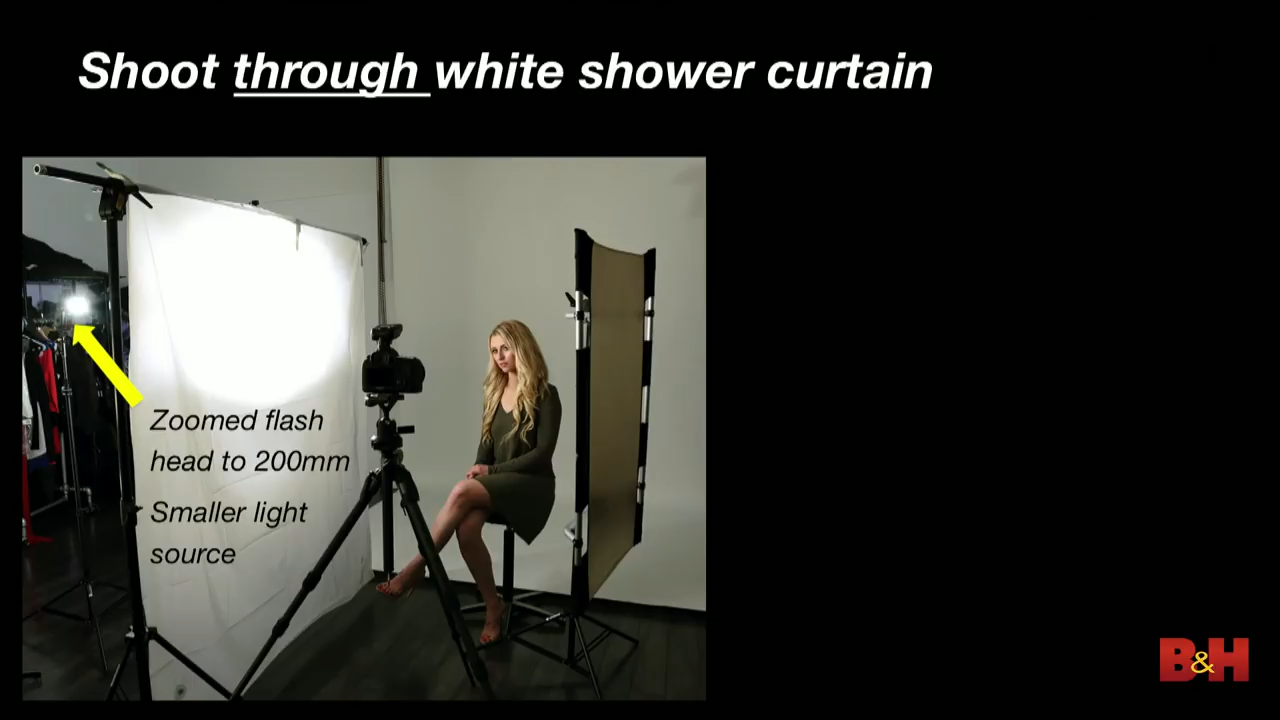 Shoot through white shower curtain
Zoomed flash
head to 200mm
Smaller light
source
B&H